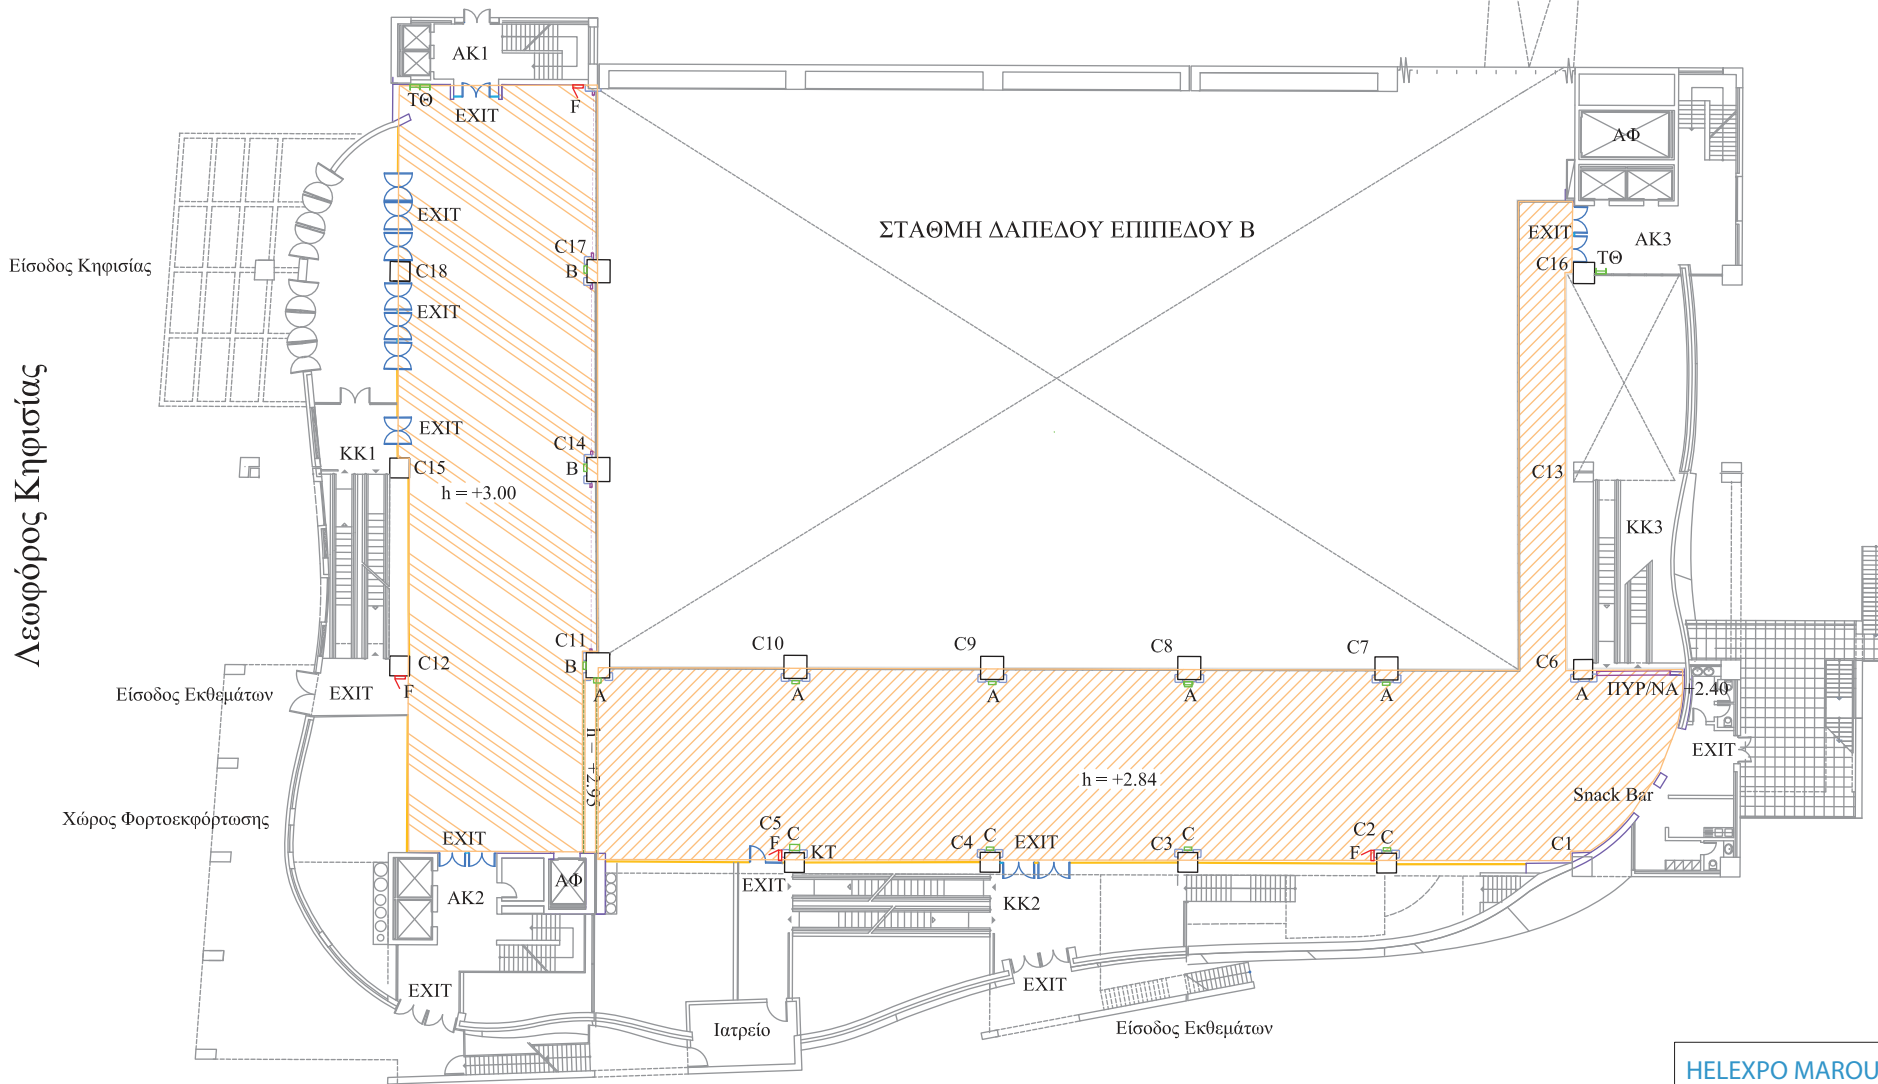 AK1
ΤΘ
EXIT
F
ΑΦ
ΣΤΑΘΜΗ ΔΑΠΕΔΟΥ ΕΠΙΠΕΔΟΥ Β
EXIT
EXIT
AK3
C17
B
C18
C16
ΤΘ
Είσοδος Κηφισίας
EXIT
Λεωφόρος Κηφισίας
EXIT
C14
B
KK1
C15
h = +3.00
C13
KK3
C11
B
A
C10
A
C9
A
C8
A
C7
A
C6
A
ΠΥΡ/ΝΑ +2.40
C12
F
EXIT
Είσοδος Εκθεμάτων
h = +2.95
EXIT
h = +2.84
Snack Bar
Χώρος Φορτοεκφόρτωσης
EXIT
C5
F
C
KT
C4
C
EXIT
C3
C
C2
F
C
C1
AK2
ΑΦ
EXIT
KK2
EXIT
EXIT
Ιατρείο
Είσοδος Εκθεμάτων
HELEXPO MAROU